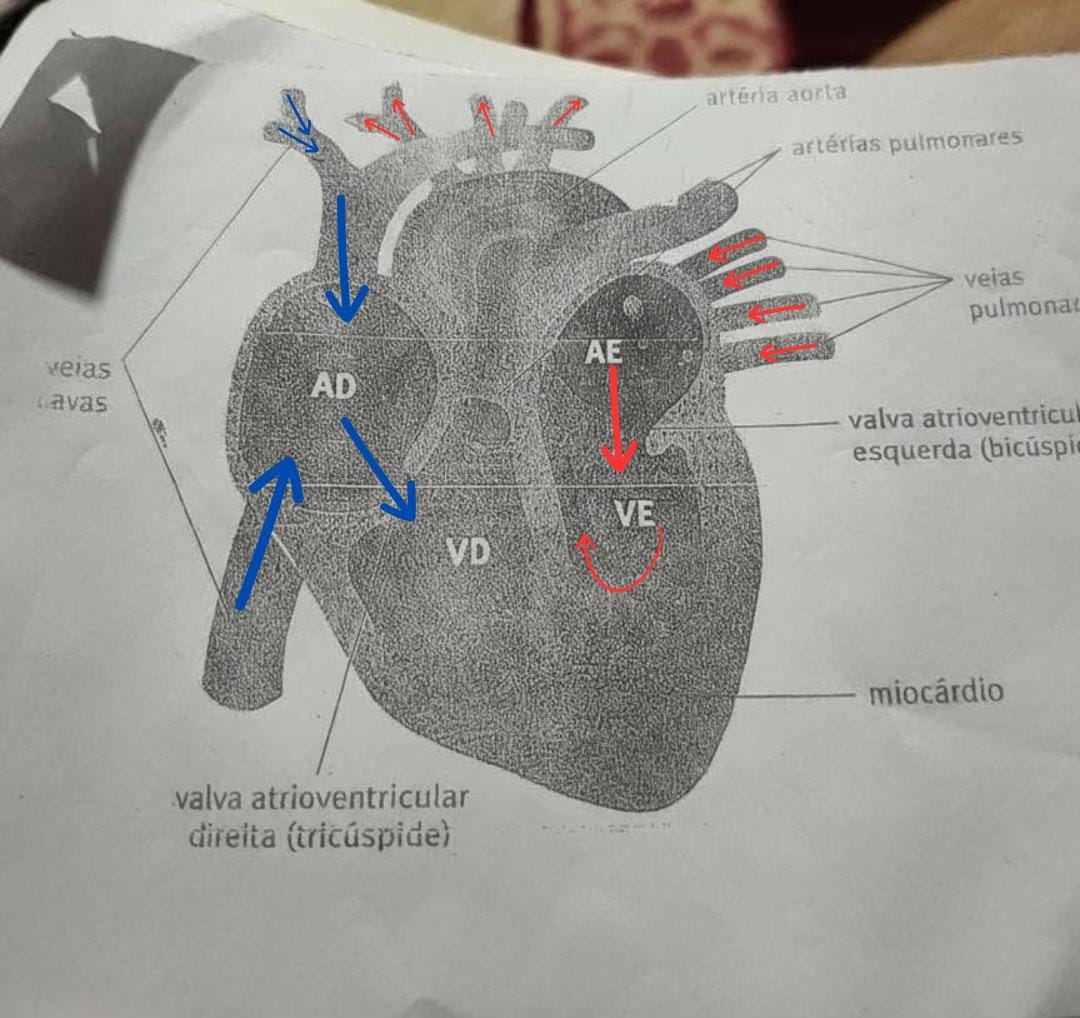 artéria aorta
artérias pulmonares
veias
pulmona
veias
avas
AE
AD
valva atrioventricul
esquerda (bicúspi
VE
VD
miocárdio
valva atrioventricular
direita (tricúspide)